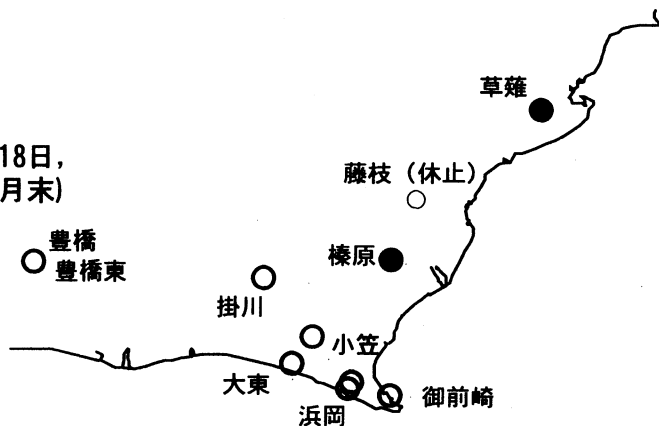 草薙
18日,
月末)
藤枝(休止)
豊橋
豊橋東
榛原
掛川
小笠
大東
御前崎
浜岡